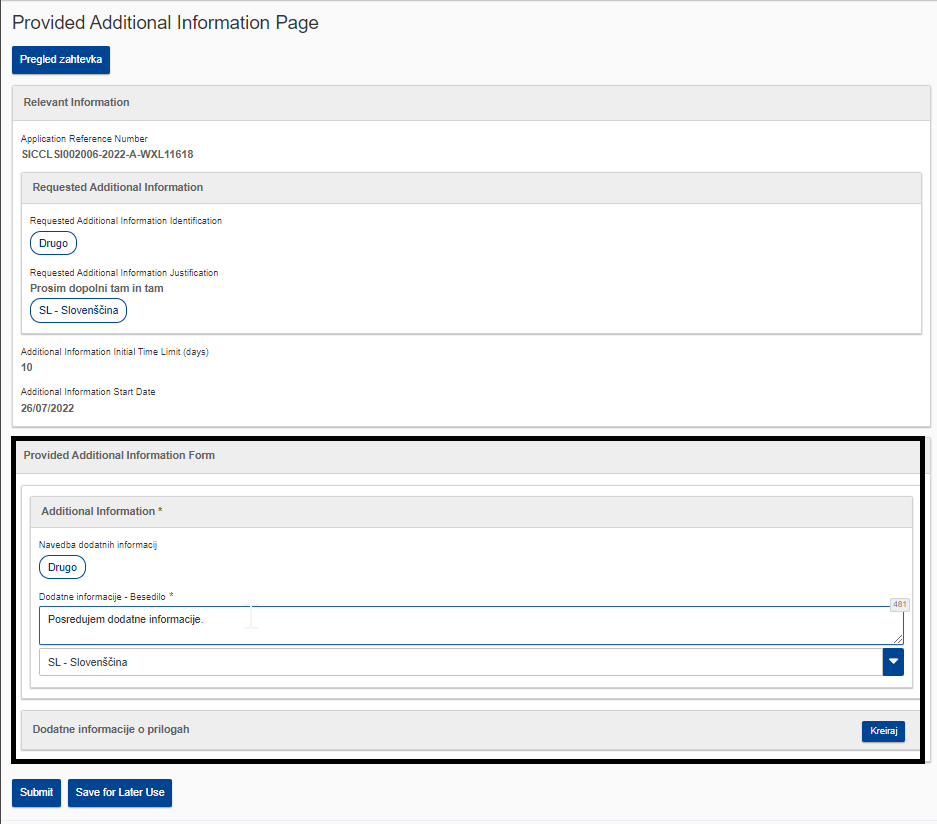 Provided Additional Information Page
Pregled zahtevka
Relevant Information
Application Reference Number
SICCLSI002006-2022-A-WXL11618
Requested Additional Information
Requested Additional Information Identification
Drugo
Requested Additional Information Justification
Prosim dopolni tam in tam
SL - Slovenščina
Additional Information Initial Time Limit (days)
10
Additional Information Start Date
26/07/2022
Provided Additional Information Form
Additional Information *
Navedba dodatnih informacij
Drugo
Dodatne informacije - Besedilo *
481
Posredujem dodatne informacije.
SL - Slovenščina
Dodatne informacije o prilogah
Kreiraj
Submit
Save for Later Use